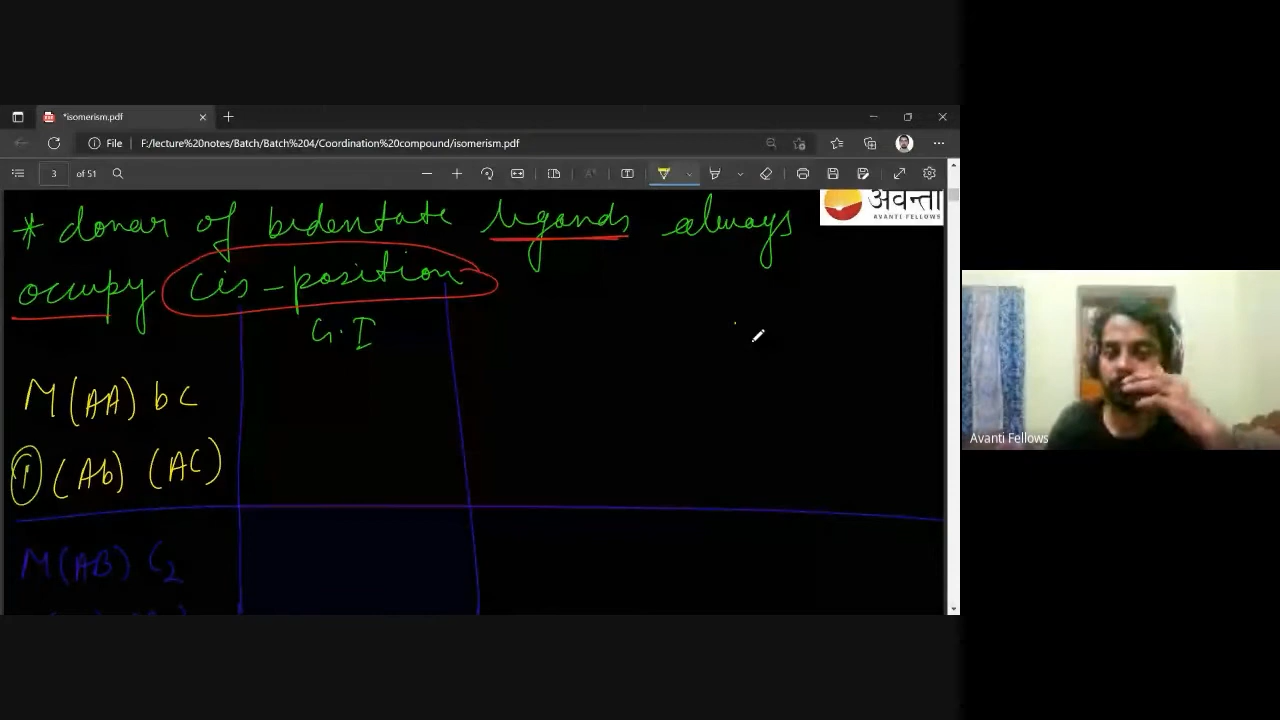 *isomerism.pdf
File F:/lecture%20notes/Batch/Batch%204/Coordination%20compound/isomerism.pdf
3 of 51
* donar of bidentate ligands always
अवन्ती
AVANTI FELLOWS
occupy cis-position
G.I
M(AA) bc
① (Ab) (AC)
M(AB) C2
Avanti Fellows